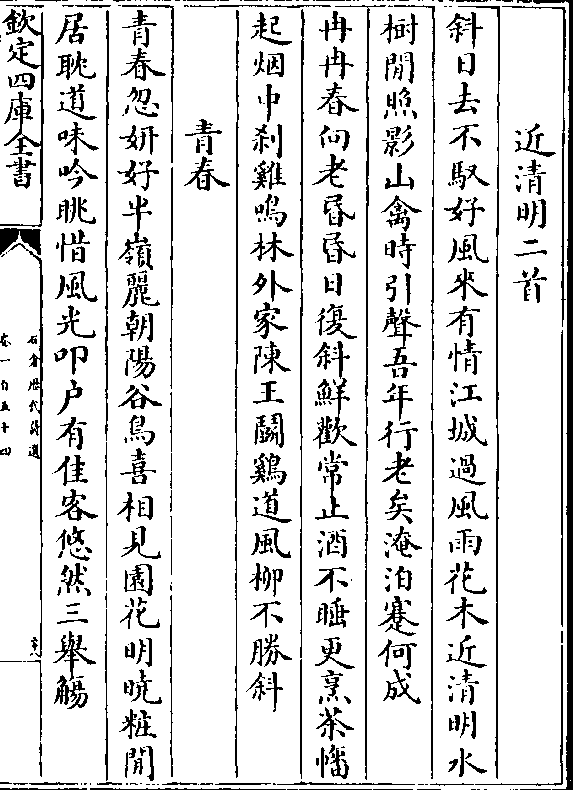 近清明二首
斜日去不馭好風來有情江城過風雨花木近清明水
樹閒照影山禽時引聲吾年行老矣淹泊蹇何成
冉冉春向老昏昏日復斜鮮歡常止酒不睡更烹茶幡
起烟中刹雞鳴林外家陳王鬭鷄道風柳不勝斜
青春
青春忽妍好半嶺麗朝陽谷鳥喜相見園花明曉粧閒
居耽道味吟眺惜風光叩户有佳客悠然三舉觴
欽定四庫全書
石倉歷代詩選
卷一百五十四